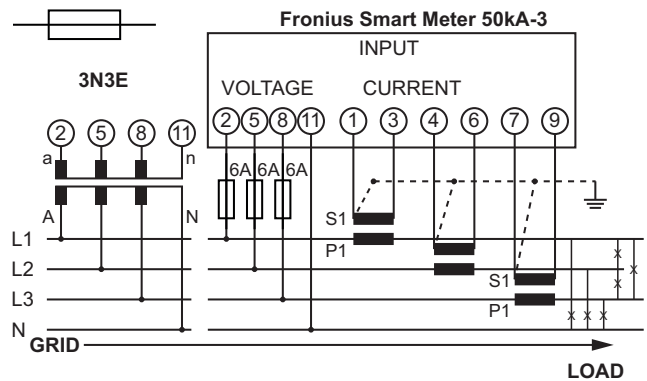 Fronius Smart Meter 50kA-3
INPUT
3N3E
VOLTAGE CURRENT
2 5 8 11 2 5 8 11 1 3 4 6 7 9
a n
6A 6A 6A
A N
S1
L1
P1
L2
S1
L3
P1
N
GRID
LOAD